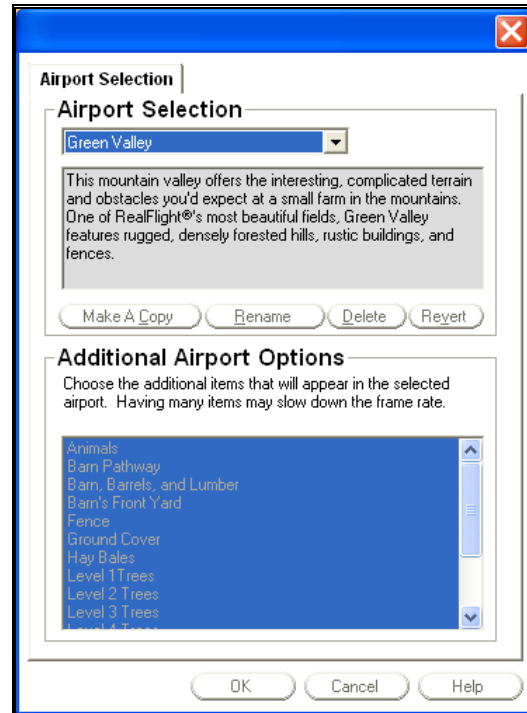 Airport Selection
Airport Selection
Green Valley
This mountain valley offers the interesting, complicated terrain
and obstacles you'd expect at a small farm in the mountains.
One of RealFlight®'s most beautiful fields, Green Valley
features rugged, densely forested hills, rustic buildings, and
fences.
Make A Copy Rename Delete Revert
Additional Airport Options
Choose the additional items that will appear in the selected
airport. Having many items may slow down the frame rate.
Animals
Barn Pathway
Barn, Barrels, and Lumber
Barn's Front Yard
Fence
Ground Cover
Hay Bales
Level 1Trees
Level 2 Trees
Level 3 Trees
Level 4 Trees
OK Cancel Help